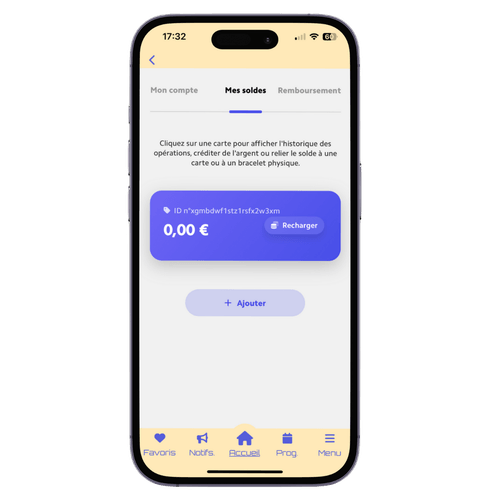 17:32
Mon compte
Mes soldes
Remboursement
Cliquez sur une carte pour afficher l'historique des
opérations, créditer de l'argent ou relier le solde à une
carte ou à un bracelet physique.
ID n°xgmbdwf1stz1rsfx2w3xm
0,00 €
Recharger
+ Ajouter
Favoris
Notifs.
Accueil
Prog.
Menu